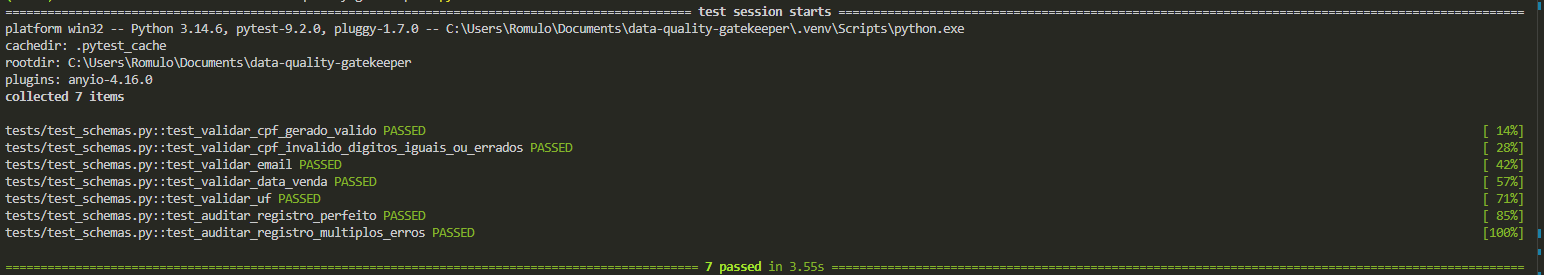 test session starts
platform win32 -- Python 3.14.6, pytest-9.2.0, pluggy-1.7.0 -- C:\Users\Romulo\Documents\data-quality-gatekeeper\.venv\Scripts\python.exe
cachedir: .pytest_cache
rootdir: C:\Users\Romulo\Documents\data-quality-gatekeeper
plugins: anyio-4.16.0
collected 7 items
tests/test_schemas.py::test_validar_cpf_gerado_valido PASSED [ 14%]
tests/test_schemas.py::test_validar_cpf_invalido_digitos_iguais_ou_errados PASSED [ 28%]
tests/test_schemas.py::test_validar_email PASSED [ 42%]
tests/test_schemas.py::test_validar_data_venda PASSED [ 57%]
tests/test_schemas.py::test_validar_uf PASSED [ 71%]
tests/test_schemas.py::test_auditar_registro_perfeito PASSED [ 85%]
tests/test_schemas.py::test_auditar_registro_multiplos_erros PASSED [100%]
7 passed in 3.55s